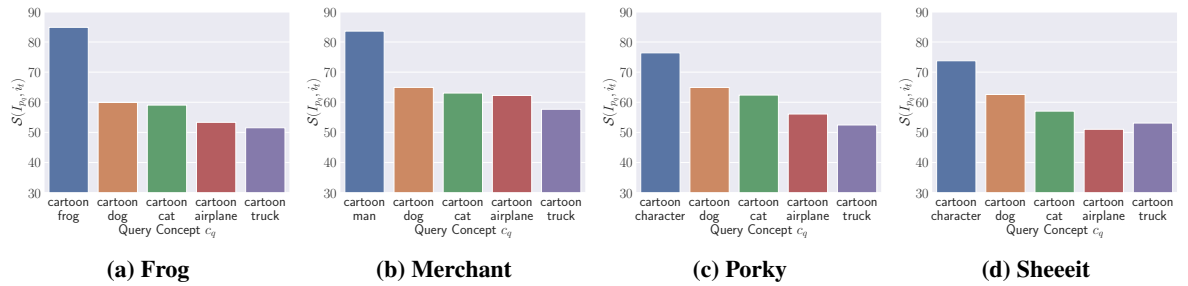 90
80
70
60
50
40
30
S(I_{p_q}, i_t)
cartoon frog
cartoon dog
cartoon cat
cartoon airplane
cartoon truck
Query Concept c_q
(a) Frog
90
80
70
60
50
40
30
S(I_{p_q}, i_t)
cartoon man
cartoon dog
cartoon cat
cartoon airplane
cartoon truck
Query Concept c_q
(b) Merchant
90
80
70
60
50
40
30
S(I_{p_q}, i_t)
cartoon character
cartoon dog
cartoon cat
cartoon airplane
cartoon truck
Query Concept c_q
(c) Porky
90
80
70
60
50
40
30
S(I_{p_q}, i_t)
cartoon character
cartoon dog
cartoon cat
cartoon airplane
cartoon truck
Query Concept c_q
(d) Sheeeit